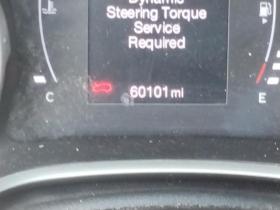 Dynamic
Steering Torque
Service
Required
C
60101 mi
E